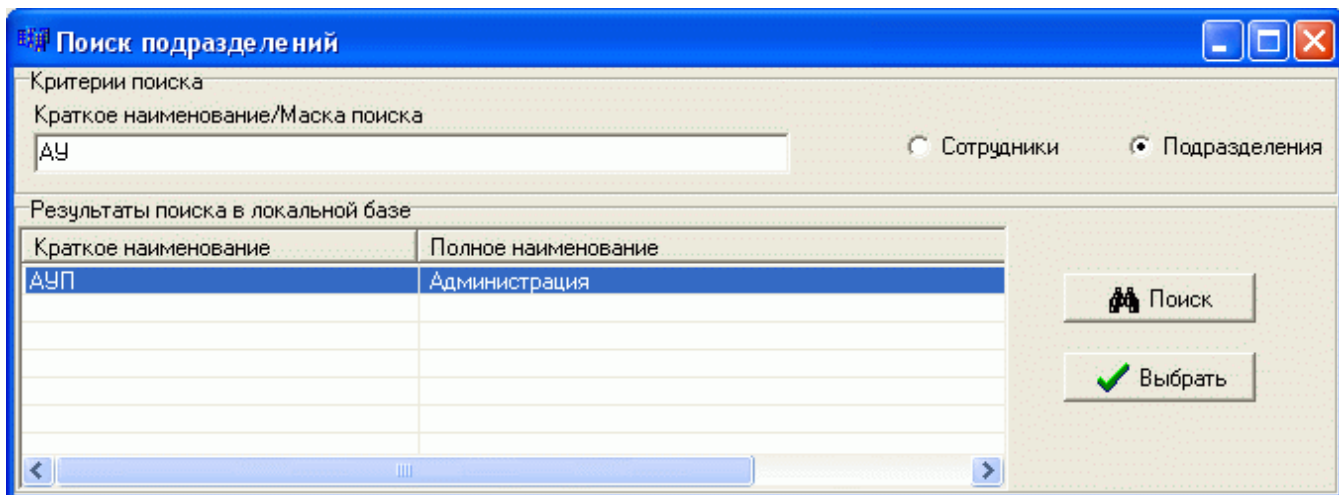 Поиск подразделений
Критерии поиска
Краткое наименование/Маска поиска
АУ
Сотрудники
Подразделения
Результаты поиска в локальной базе
Краткое наименование Полное наименование
АУП Администрация
Поиск
Выбрать